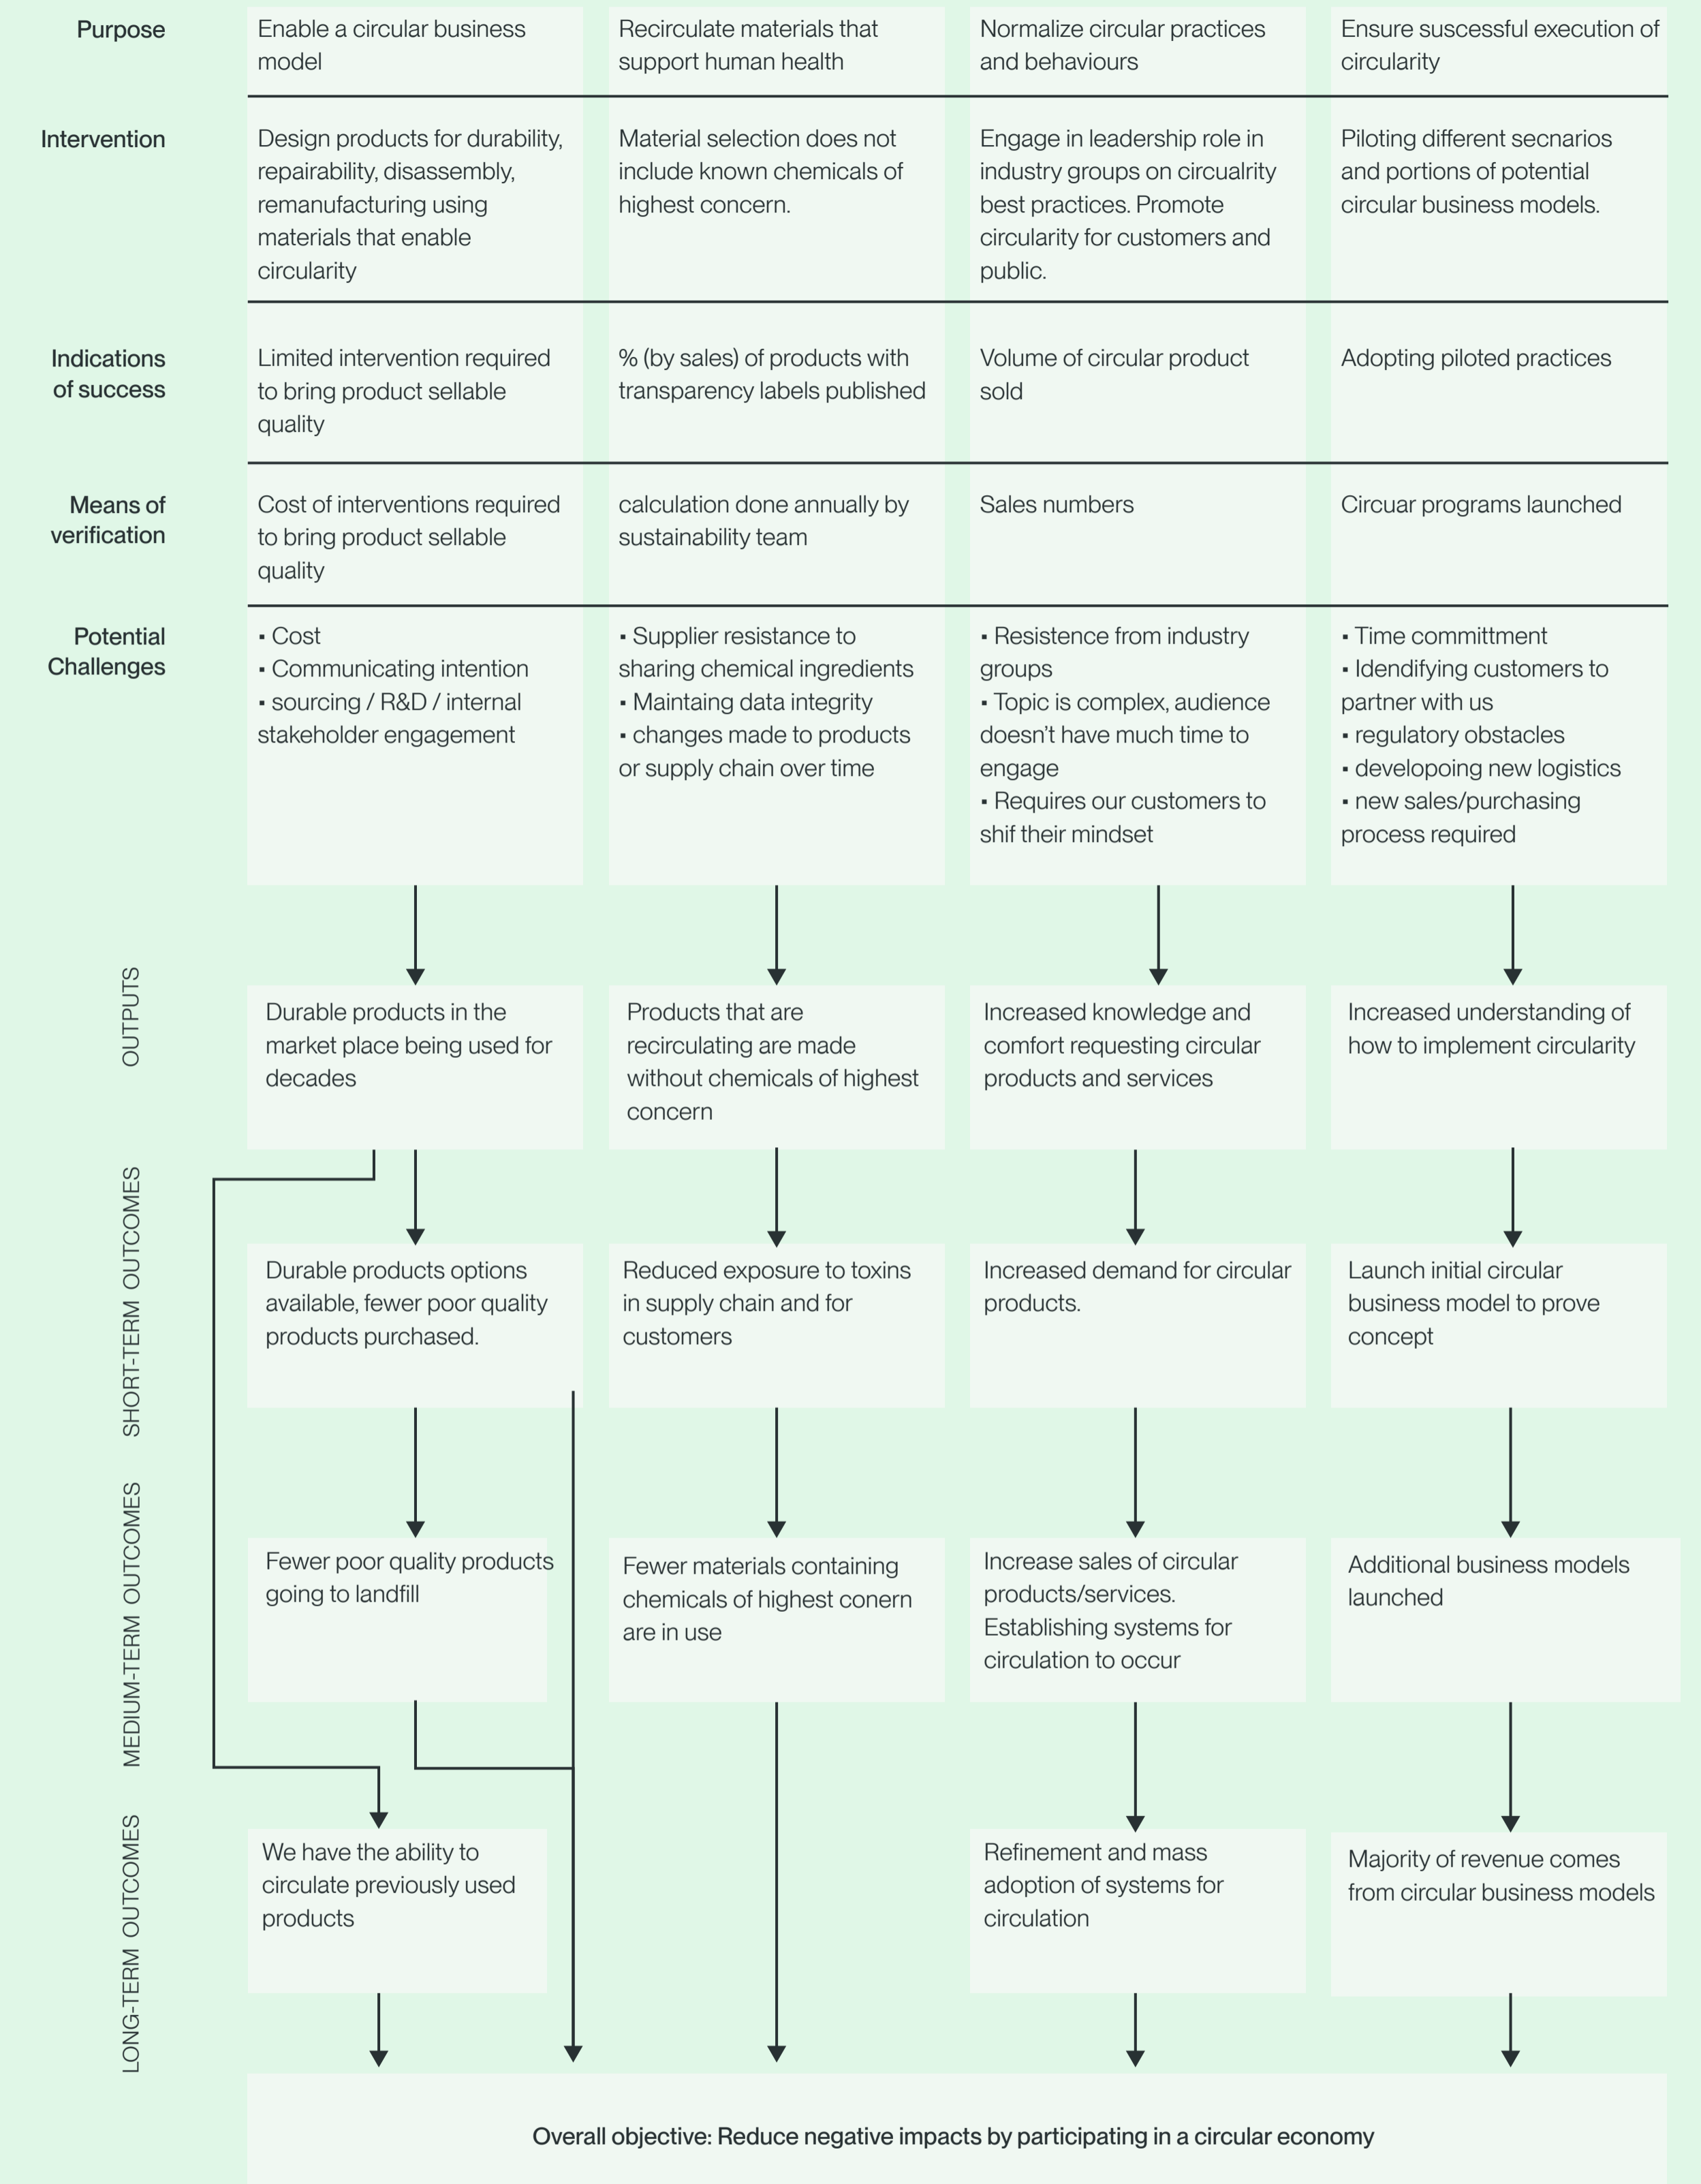 Purpose
Enable a circular business
model
Recirculate materials that
support human health
Normalize circular practices
and behaviours
Ensure suscessful execution of
circularity
Intervention
Design products for durability,
repairability, disassembly,
remanufacturing using
materials that enable
circularity
Material selection does not
include known chemicals of
highest concern.
Engage in leadership role in
industry groups on circualrity
best practices. Promote
circularity for customers and
public.
Piloting different secnarios
and portions of potential
circular business models.
Indications
of success
Limited intervention required
to bring product sellable
quality
% (by sales) of products with
transparency labels published
Volume of circular product
sold
Adopting piloted practices
Means of
verification
Cost of interventions required
to bring product sellable
quality
calculation done annually by
sustainability team
Sales numbers
Circuar programs launched
Potential
Challenges
▪ Cost
▪ Communicating intention
▪ sourcing / R&D / internal
stakeholder engagement
▪ Supplier resistance to
sharing chemical ingredients
▪ Maintaing data integrity
▪ changes made to products
or supply chain over time
▪ Resistence from industry
groups
▪ Topic is complex, audience
doesn't have much time to
engage
▪ Requires our customers to
shif their mindset
▪ Time committment
▪ Idendifying customers to
partner with us
▪ regulatory obstacles
▪ developoing new logistics
▪ new sales/purchasing
process required
OUTPUTS
Durable products in the
market place being used for
decades
Products that are
recirculating are made
without chemicals of highest
concern
Increased knowledge and
comfort requesting circular
products and services
Increased understanding of
how to implement circularity
SHORT-TERM OUTCOMES
Durable products options
available, fewer poor quality
products purchased.
Reduced exposure to toxins
in supply chain and for
customers
Increased demand for circular
products.
Launch initial circular
business model to prove
concept
MEDIUM-TERM OUTCOMES
Fewer poor quality products
going to landfill
Fewer materials containing
chemicals of highest conern
are in use
Increase sales of circular
products/services.
Establishing systems for
circulation to occur
Additional business models
launched
LONG-TERM OUTCOMES
We have the ability to
circulate previously used
products
Refinement and mass
adoption of systems for
circulation
Majority of revenue comes
from circular business models
Overall objective: Reduce negative impacts by participating in a circular economy